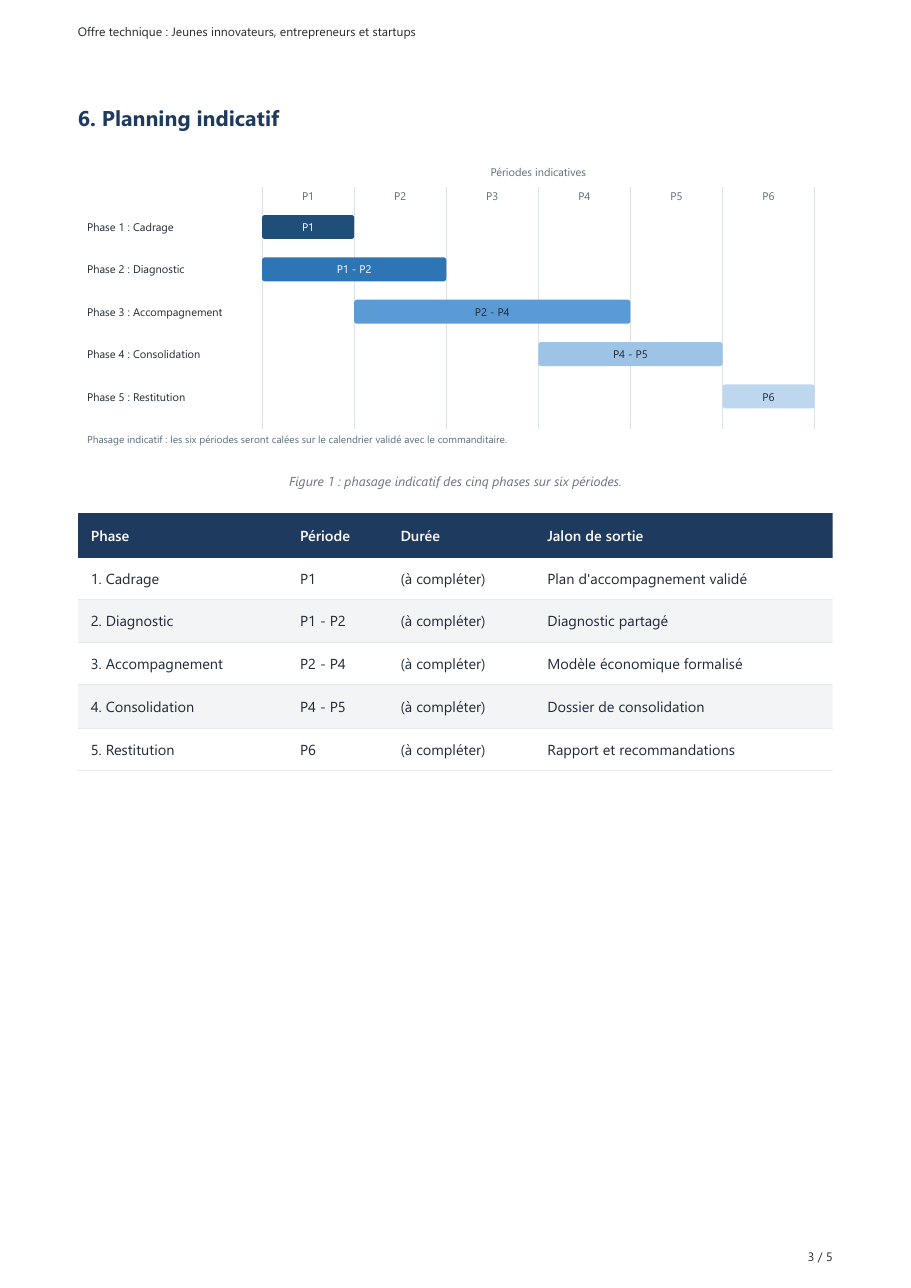 Offre technique : Jeunes innovateurs, entrepreneurs et startups
6. Planning indicatif
Périodes indicatives
P1 P2 P3 P4 P5 P6
Phase 1 : Cadrage P1
Phase 2 : Diagnostic P1 - P2
Phase 3 : Accompagnement P2 - P4
Phase 4 : Consolidation P4 - P5
Phase 5 : Restitution P6
Phasage indicatif : les six périodes seront calées sur le calendrier validé avec le commanditaire.
Figure 1 : phasage indicatif des cinq phases sur six périodes.
Phase Période Durée Jalon de sortie
1. Cadrage P1 (à compléter) Plan d'accompagnement validé
2. Diagnostic P1 - P2 (à compléter) Diagnostic partagé
3. Accompagnement P2 - P4 (à compléter) Modèle économique formalisé
4. Consolidation P4 - P5 (à compléter) Dossier de consolidation
5. Restitution P6 (à compléter) Rapport et recommandations
3 / 5